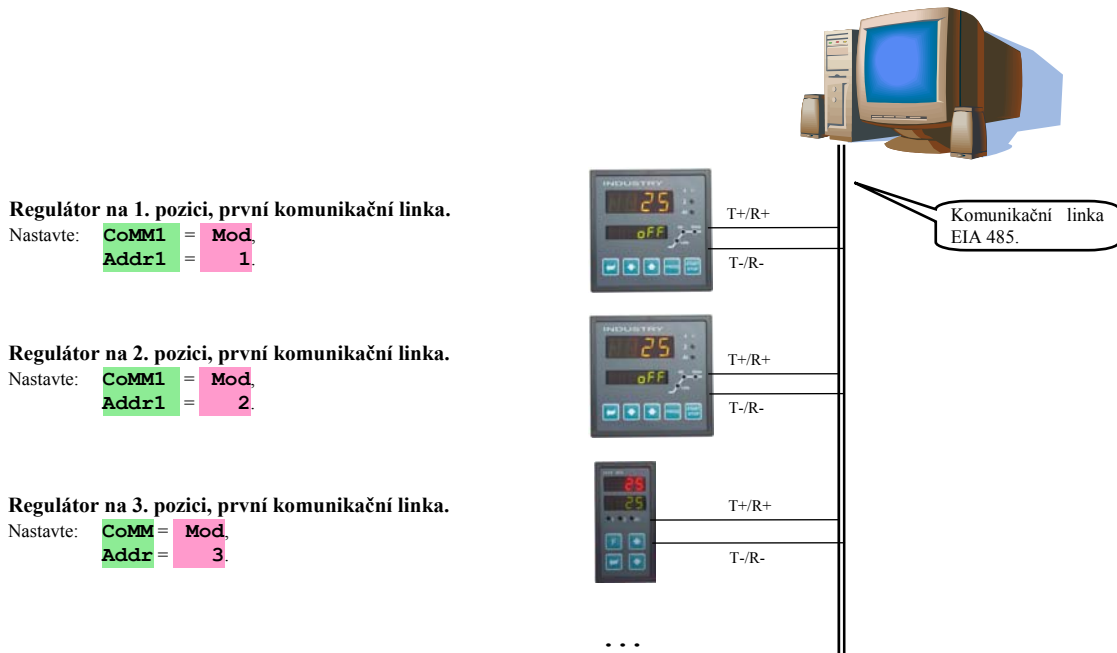 Regulátor na 1. pozici, první komunikační linka.
Nastavte: CoMM1 = Mod,
Addr1 = 1.
INDUSTRY
25
oFF
T+/R+
T-/R-
Komunikační linka
EIA 485.
Regulátor na 2. pozici, první komunikační linka.
Nastavte: CoMM1 = Mod,
Addr1 = 2.
INDUSTRY
25
oFF
T+/R+
T-/R-
Regulátor na 3. pozici, první komunikační linka.
Nastavte: CoMM = Mod,
Addr = 3.
25
25
T+/R+
T-/R-
...